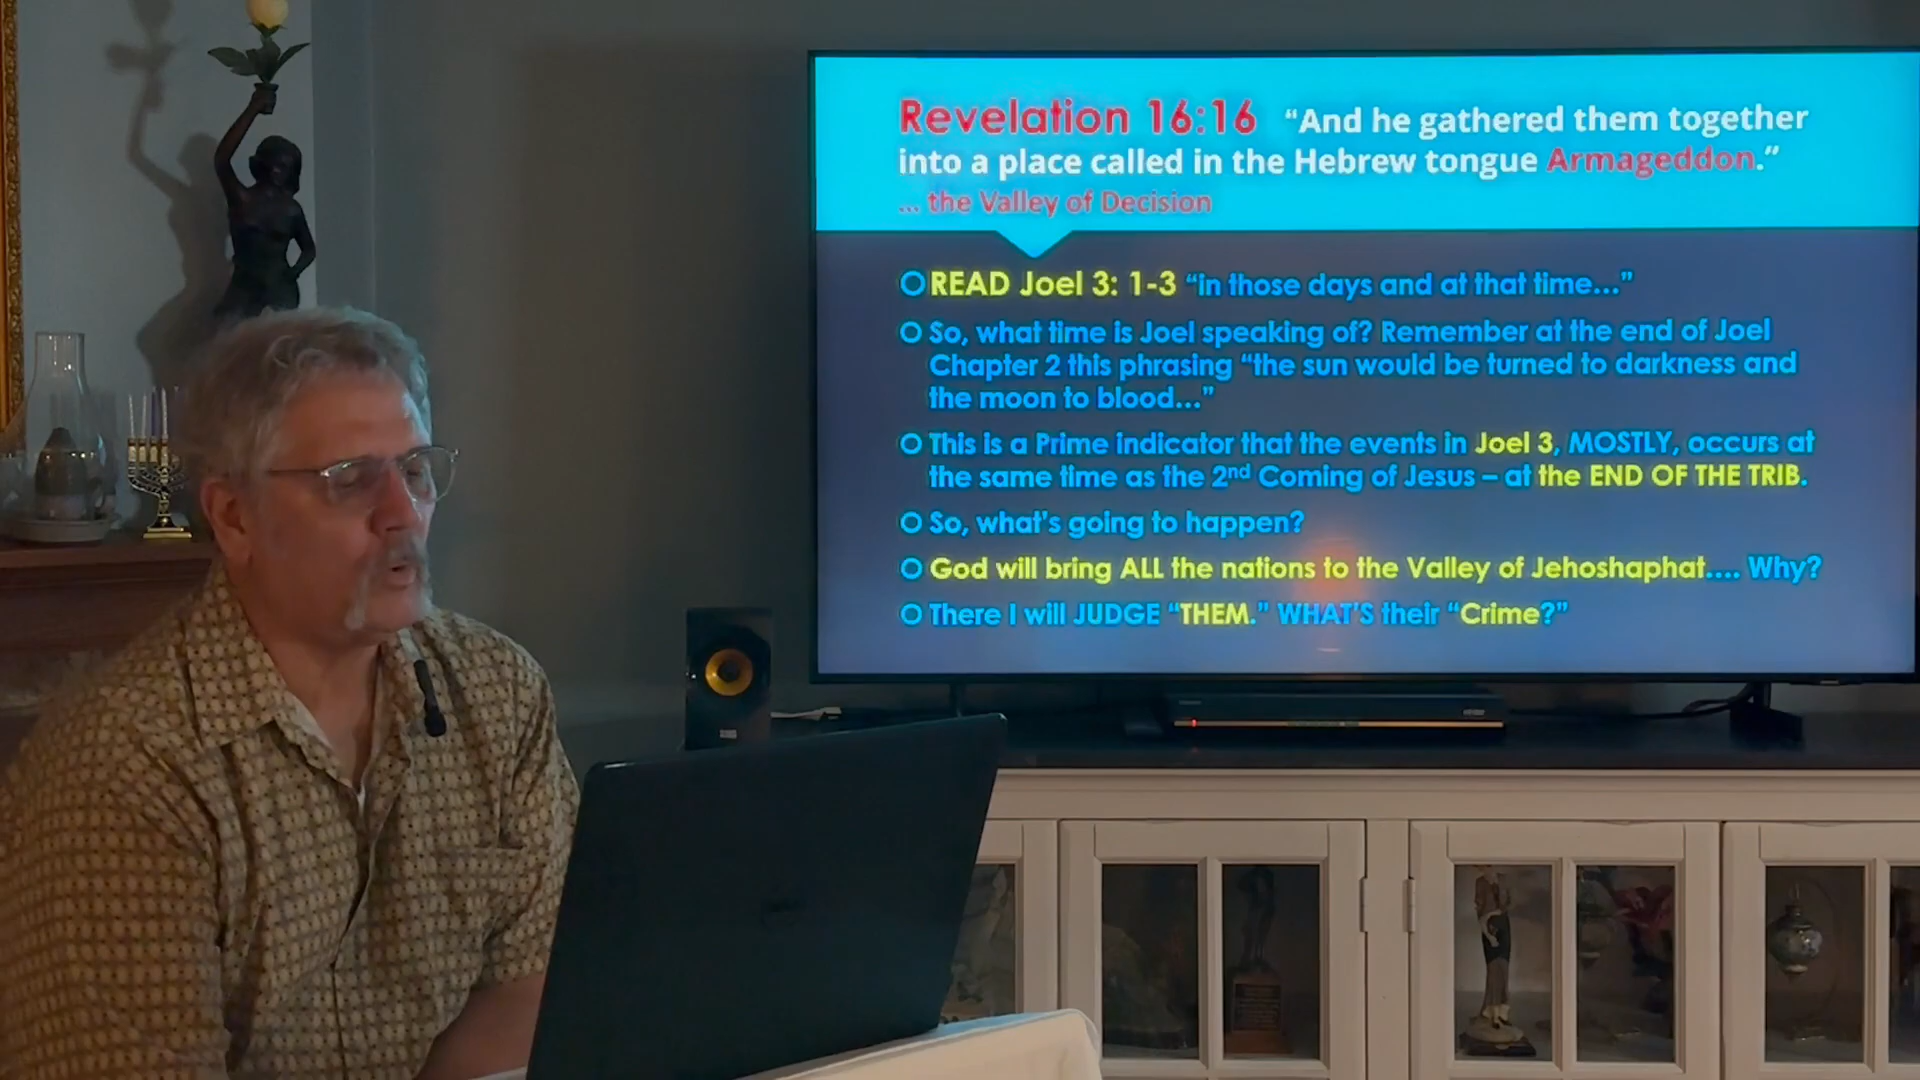 Revelation 16:16 “And he gathered them together
into a place called in the Hebrew tongue Armageddon.”
... the Valley of Decision
READ Joel 3: 1-3 “In those days and at that time...”
So, what time is Joel speaking of? Remember at the end of Joel
Chapter 2 this phrasing “the sun would be turned to darkness and
the moon to blood...”
This is a Prime indicator that the events in Joel 3, MOSTLY, occurs at
the same time as the 2nd Coming of Jesus – at the END OF THE TRIB.
So, what's going to happen?
God will bring ALL the nations to the Valley of Jehoshaphat.... Why?
There I will JUDGE “THEM.” WHAT'S their “Crime?”